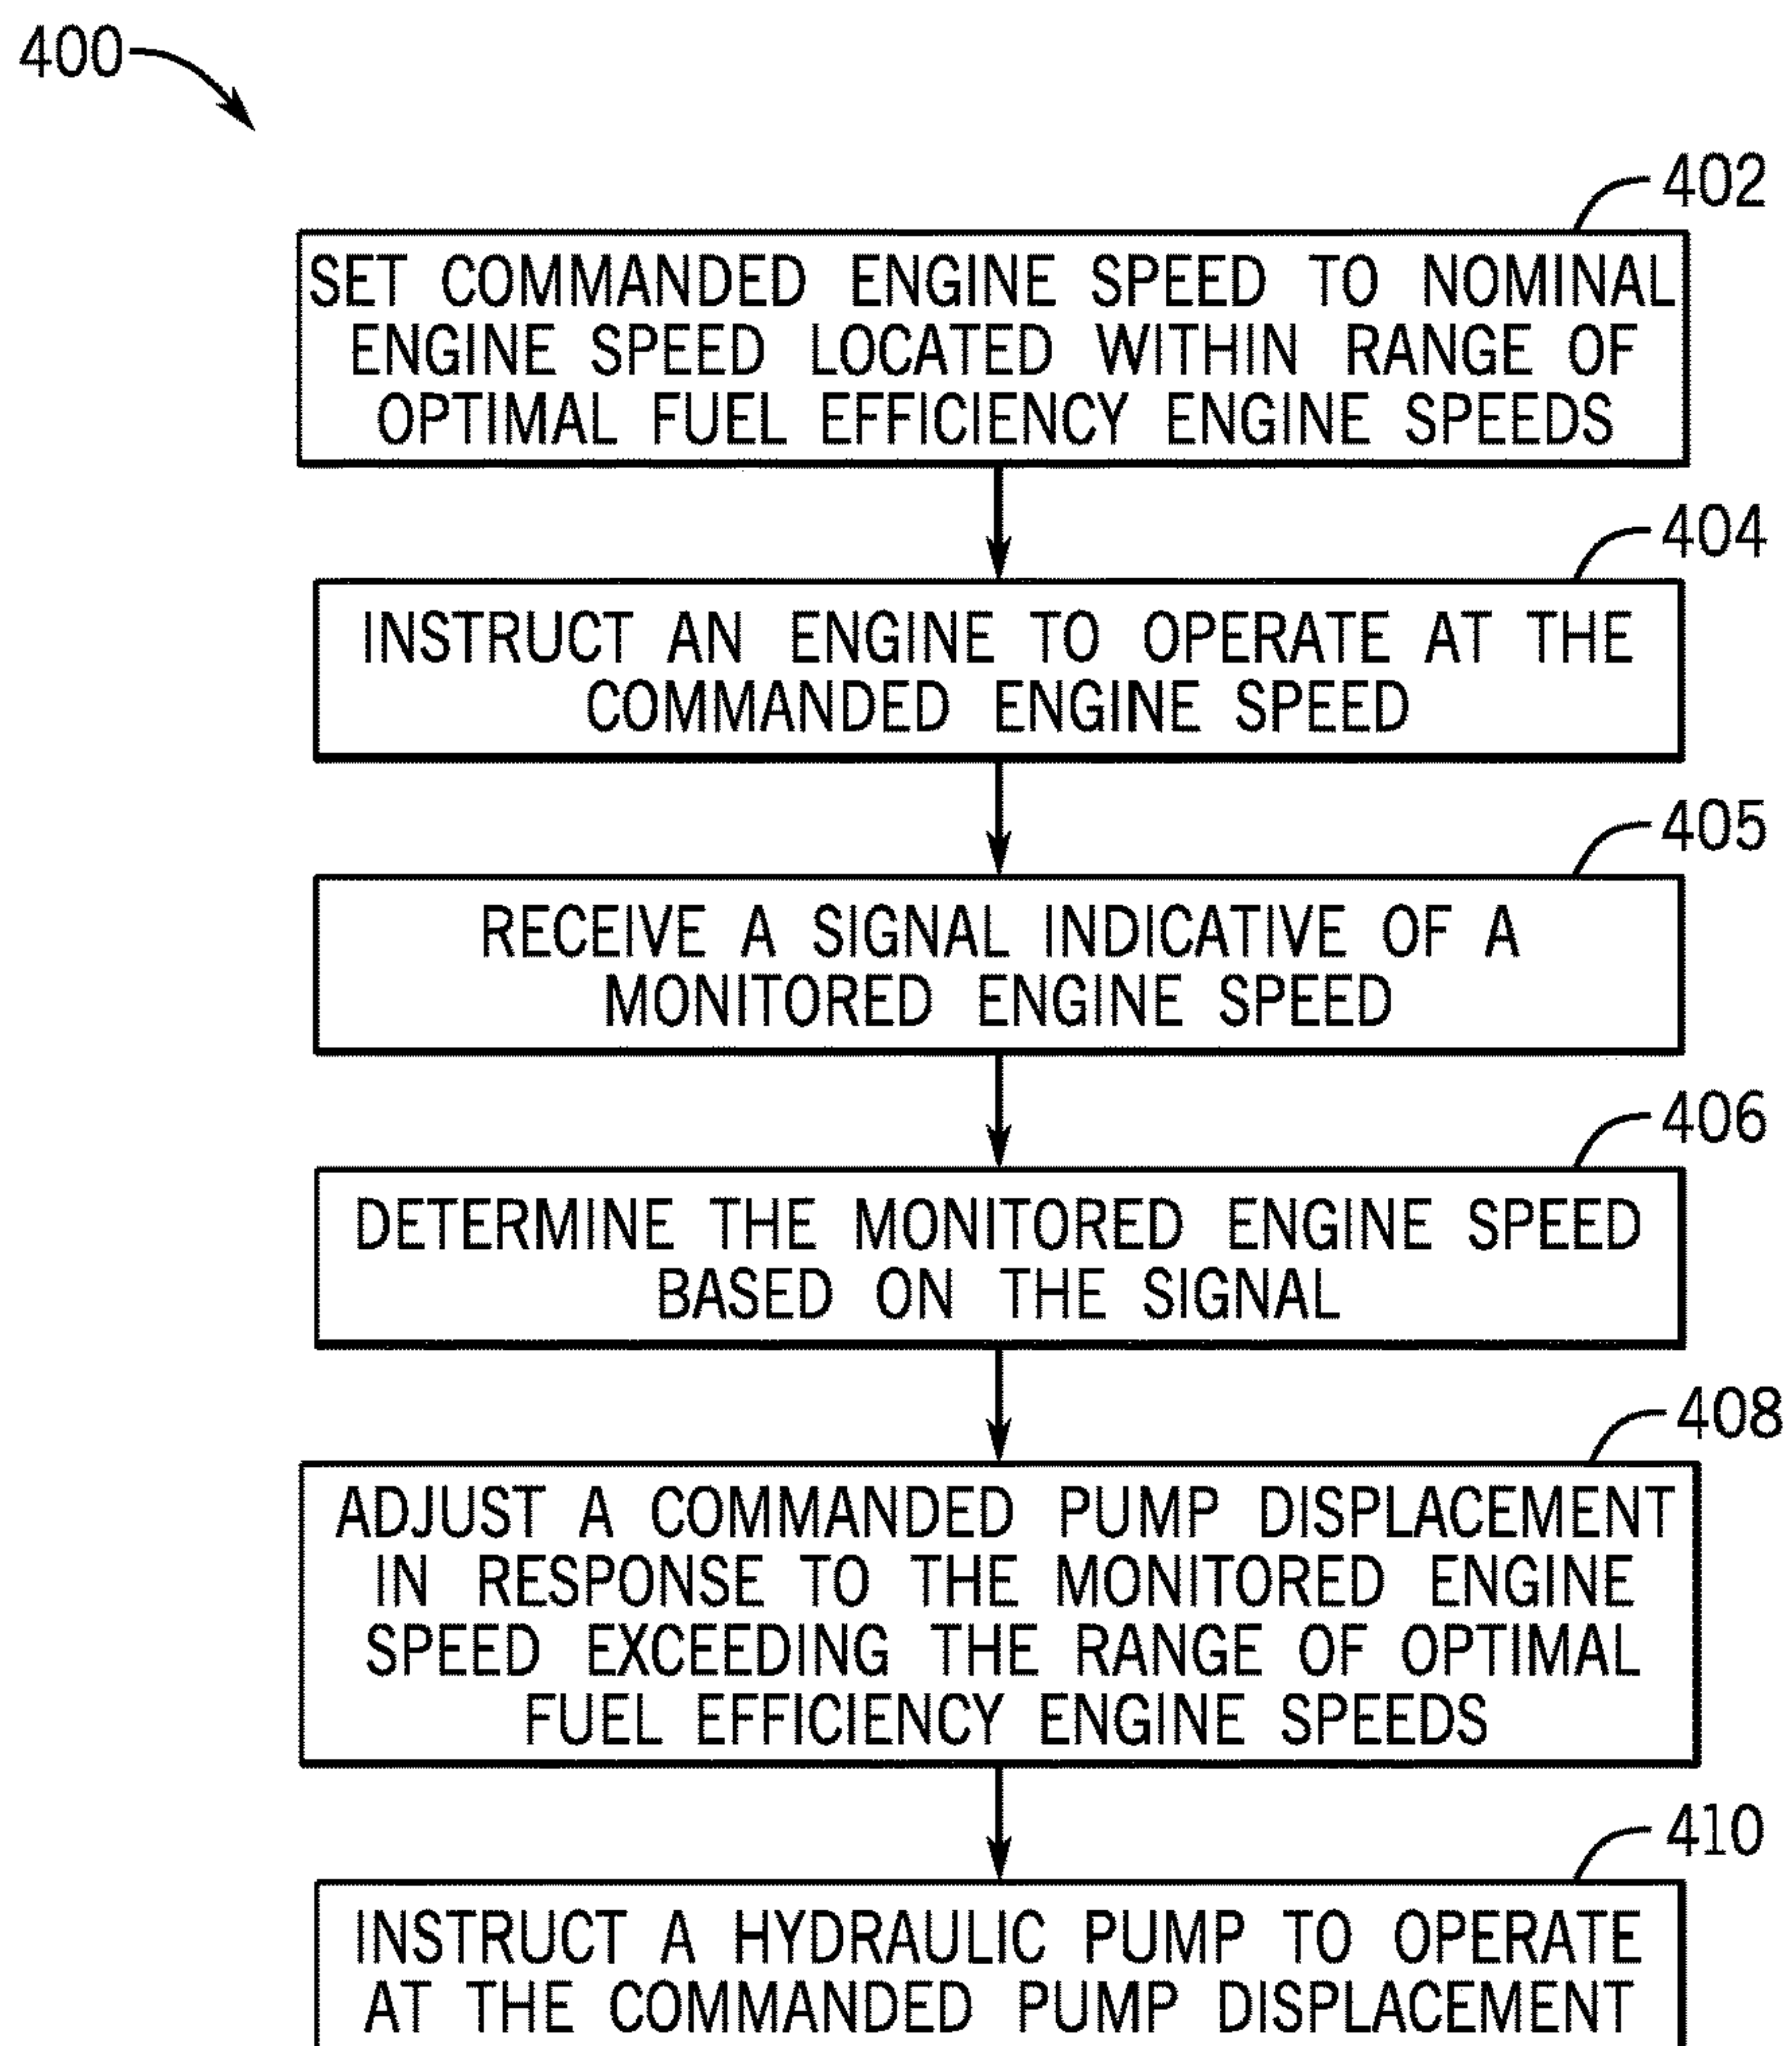 400
402
SET COMMANDED ENGINE SPEED TO NOMINAL
ENGINE SPEED LOCATED WITHIN RANGE OF
OPTIMAL FUEL EFFICIENCY ENGINE SPEEDS
404
INSTRUCT AN ENGINE TO OPERATE AT THE
COMMANDED ENGINE SPEED
405
RECEIVE A SIGNAL INDICATIVE OF A
MONITORED ENGINE SPEED
406
DETERMINE THE MONITORED ENGINE SPEED
BASED ON THE SIGNAL
408
ADJUST A COMMANDED PUMP DISPLACEMENT
IN RESPONSE TO THE MONITORED ENGINE
SPEED EXCEEDING THE RANGE OF OPTIMAL
FUEL EFFICIENCY ENGINE SPEEDS
410
INSTRUCT A HYDRAULIC PUMP TO OPERATE
AT THE COMMANDED PUMP DISPLACEMENT